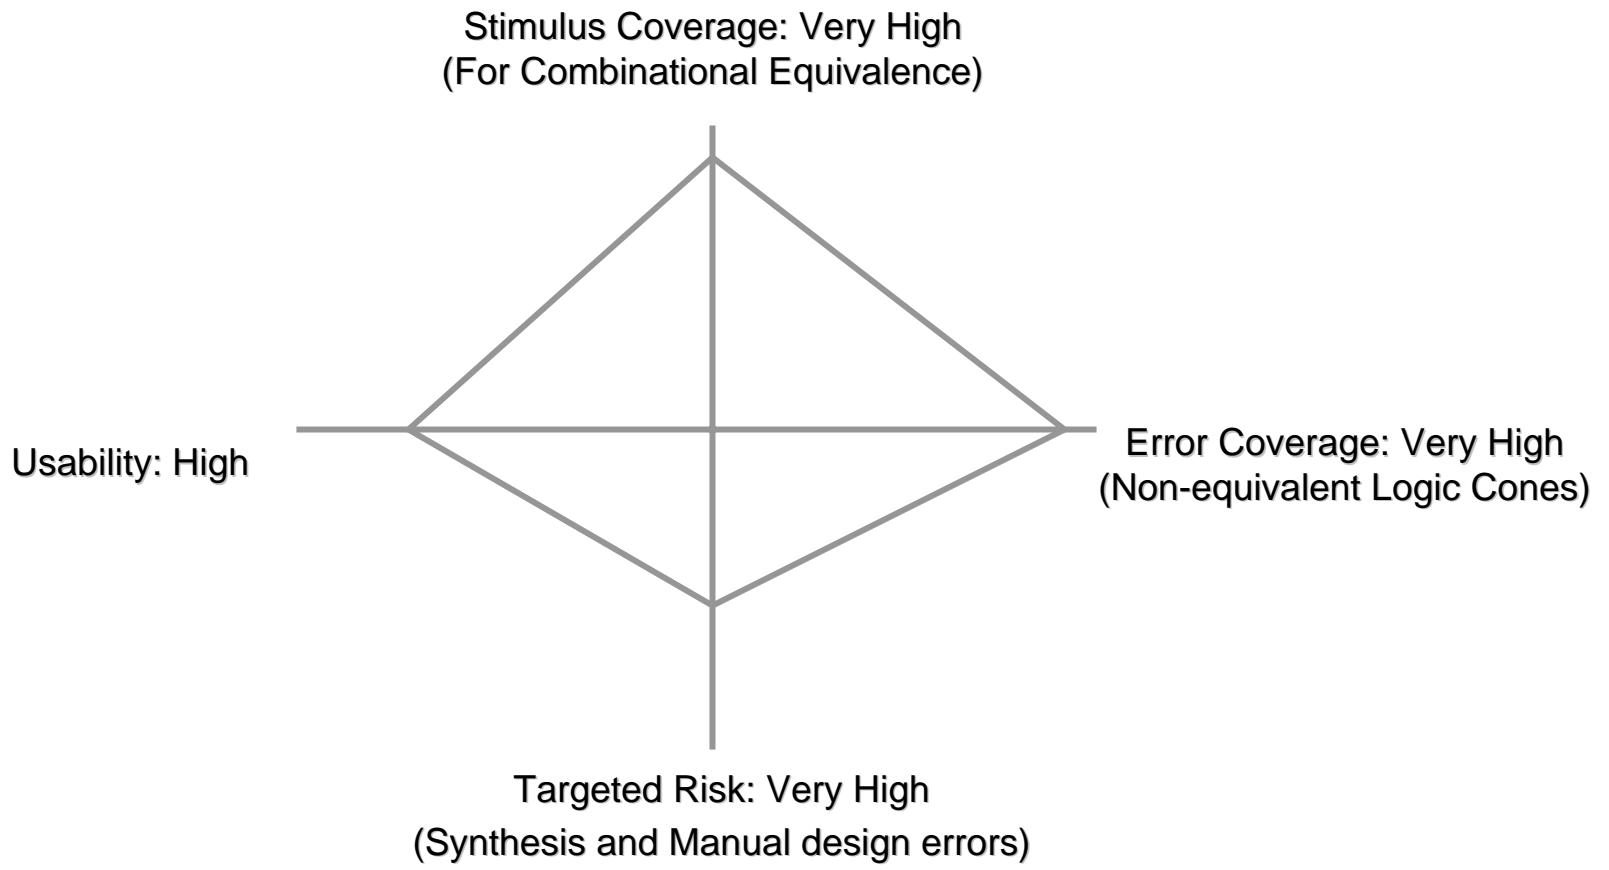 Stimulus Coverage: Very High
(For Combinational Equivalence)
Usability: High
Error Coverage: Very High
(Non-equivalent Logic Cones)
Targeted Risk: Very High
(Synthesis and Manual design errors)